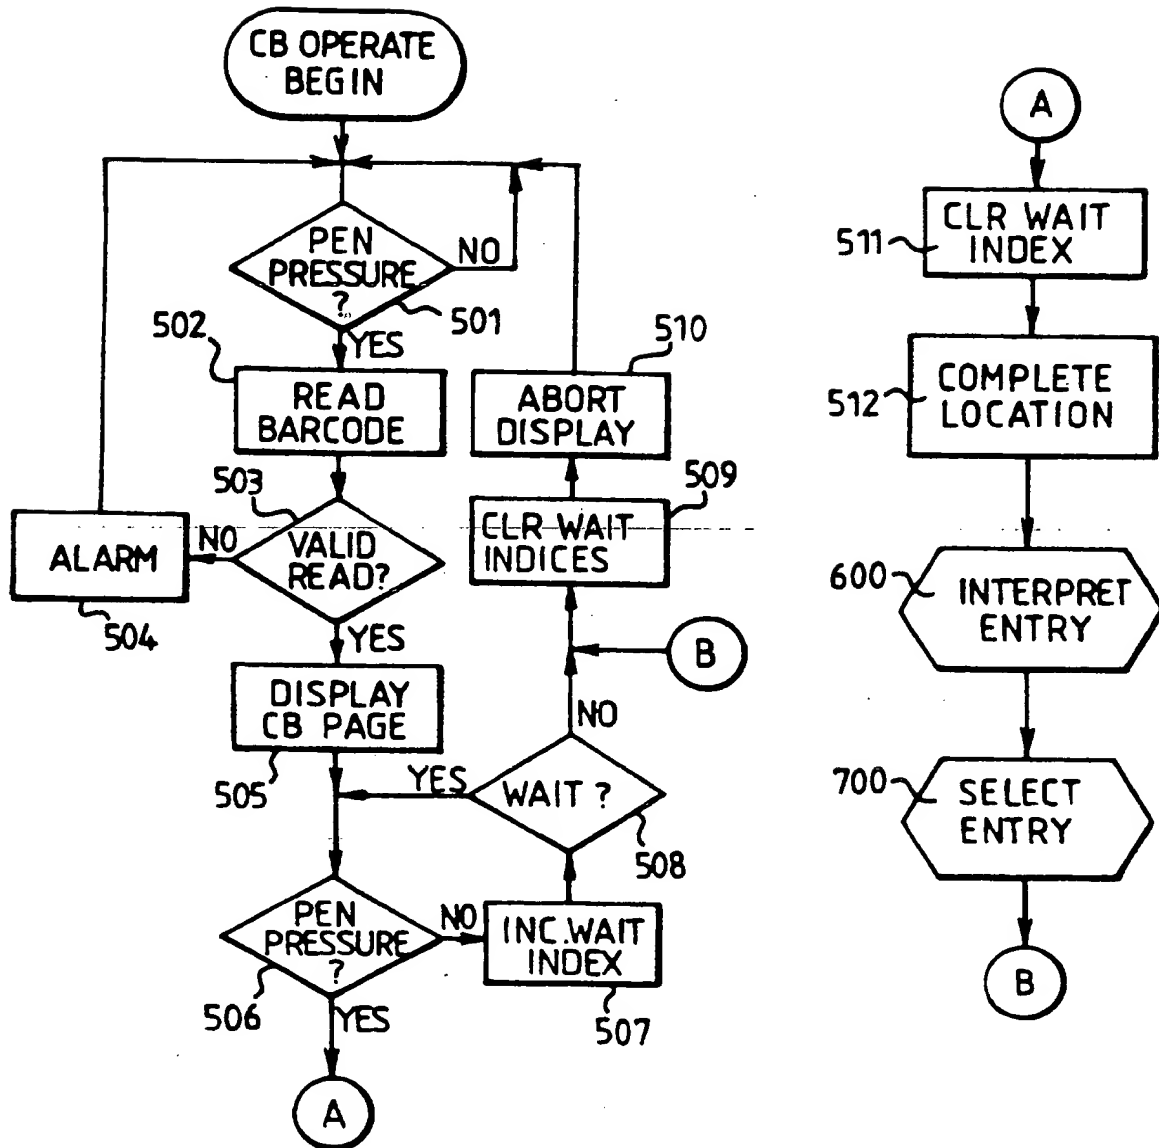 CB OPERATE
BEGIN
PEN
PRESSURE
?
NO
501
YES
502
READ
BARCODE
503
VALID
READ?
NO
ALARM
504
YES
DISPLAY
CB PAGE
505
PEN
PRESSURE
?
506
YES
A
NO
INC.WAIT
INDEX
507
WAIT ?
508
YES
NO
B
CLR WAIT
INDICES
509
ABORT
DISPLAY
510
A
CLR WAIT
INDEX
511
COMPLETE
LOCATION
512
INTERPRET
ENTRY
600
SELECT
ENTRY
700
B